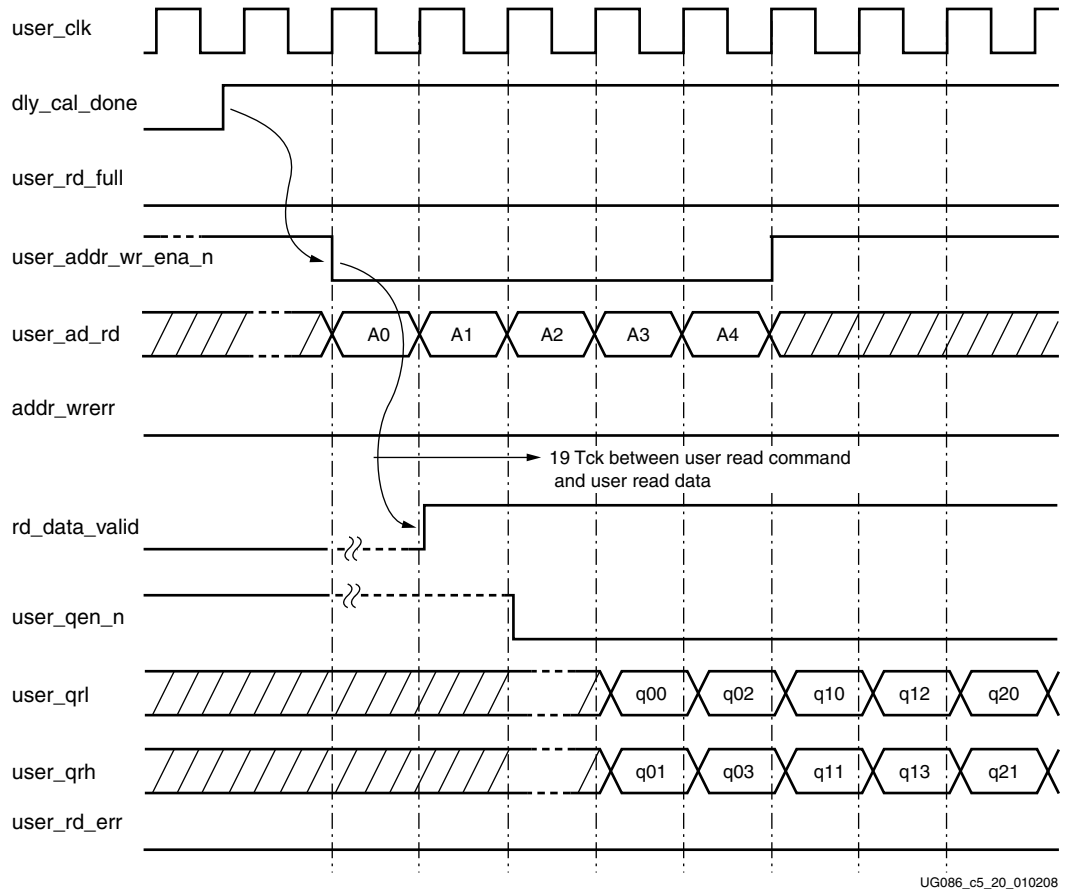 user_clk
dly_cal_done
user_rd_full
user_addr_wr_ena_n
user_ad_rd A0 A1 A2 A3 A4
addr_wrerr
19 Tck between user read command
and user read data
rd_data_valid
user_qen_n
user_qrl q00 q02 q10 q12 q20
user_qrh q01 q03 q11 q13 q21
user_rd_err
UG086_c5_20_010208